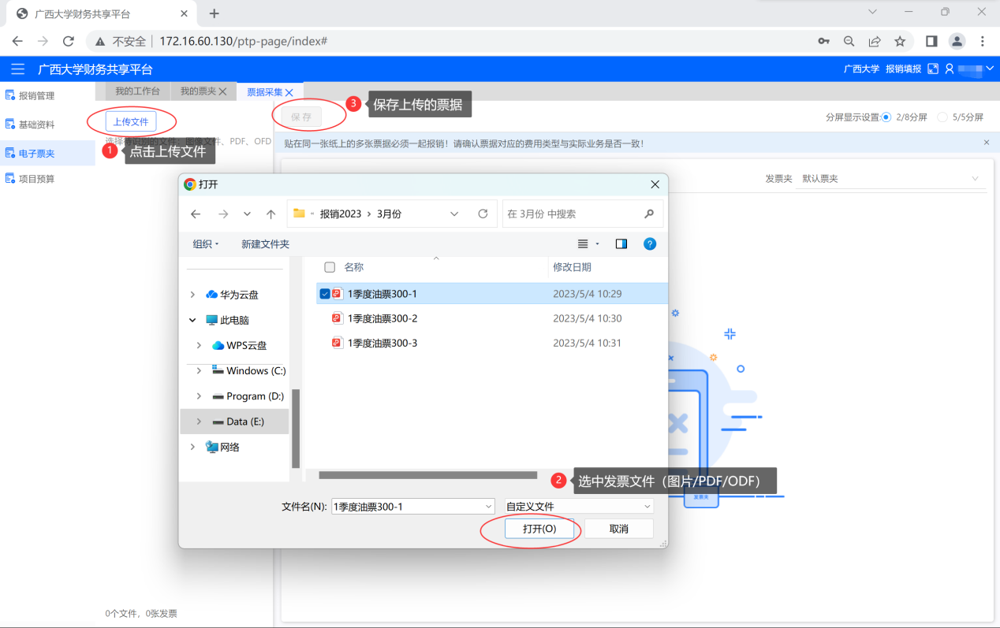 广西大学财务共享平台
不安全 172.16.60.130/ptp-page/index#
广西大学财务共享平台
广西大学 报销填报
报销管理
基础资料
电子票夹
项目预算
我的工作台 我的票夹 票据采集
上传文件
1 点击上传文件
保存
3 保存上传的票据
分屏显示设置: 2/8分屏 5/5分屏
贴在同一张纸上的多张票据必须一起报销！请确认票据对应的费用类型与实际业务是否一致！
选择待识别的文件：图像文件、PDF、OFD
发票夹 默认票夹
打开
报销2023 › 3月份
在 3月份 中搜索
组织 新建文件夹
名称 修改日期
华为云盘
此电脑
WPS云盘
Windows (C:)
Program (D:)
Data (E:)
网络
1季度油票300-1 2023/5/4 10:29
1季度油票300-2 2023/5/4 10:30
1季度油票300-3 2023/5/4 10:31
2 选中发票文件（图片/PDF/ODF）
发票夹
文件名(N): 1季度油票300-1 自定义文件
打开(O) 取消
0个文件，0张发票